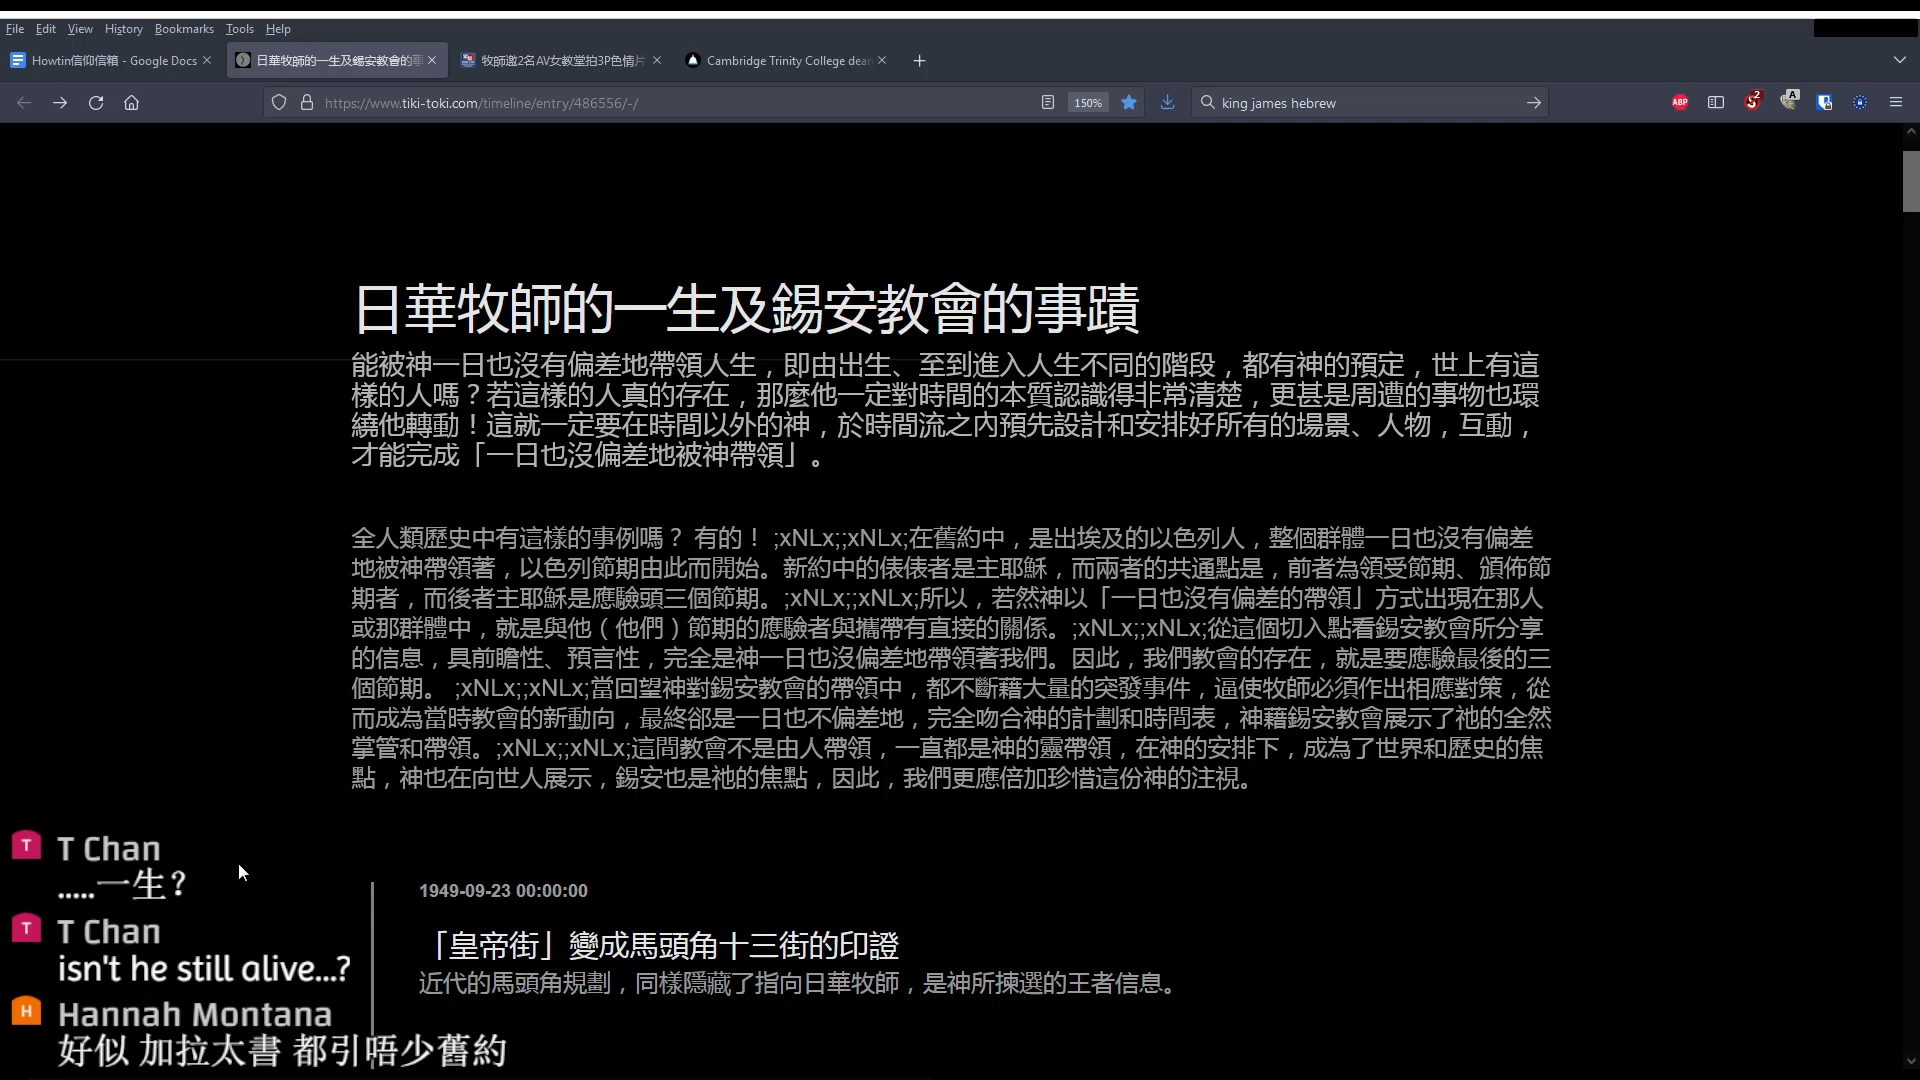 File Edit View History Bookmarks Tools Help
Howtin信仰信箱 - Google Docs
日華牧師的一生及錫安教會的事
牧師邀2名AV女教堂拍3P色情片
Cambridge Trinity College dean
https://www.tiki-toki.com/timeline/entry/486556/-/
150%
king james hebrew
ABP
2
A
日華牧師的一生及錫安教會的事蹟
能被神一日也沒有偏差地帶領人生，即由出生、至到進入人生不同的階段，都有神的預定，世上有這
樣的人嗎？若這樣的人真的存在，那麼他一定對時間的本質認識得非常清楚，更甚是周遭的事物也環
繞他轉動！這就一定要在時間以外的神，於時間流之內預先設計和安排好所有的場景、人物，互動，
才能完成「一日也沒偏差地被神帶領」。
全人類歷史中有這樣的事例嗎？ 有的！ ;xNLx;;xNLx;在舊約中，是出埃及的以色列人，整個群體一日也沒有偏差
地被神帶領著，以色列節期由此而開始。新約中的俵俵者是主耶穌，而兩者的共通點是，前者為領受節期、頒佈節
期者，而後者主耶穌是應驗頭三個節期。;xNLx;;xNLx;所以，若然神以「一日也沒有偏差的帶領」方式出現在那人
或那群體中，就是與他（他們）節期的應驗者與攜帶有直接的關係。;xNLx;;xNLx;從這個切入點看錫安教會所分享
的信息，具前瞻性、預言性，完全是神一日也沒偏差地帶領著我們。因此，我們教會的存在，就是要應驗最後的三
個節期。 ;xNLx;;xNLx;當回望神對錫安教會的帶領中，都不斷藉大量的突發事件，逼使牧師必須作出相應對策，從
而成為當時教會的新動向，最終卻是一日也不偏差地，完全吻合神的計劃和時間表，神藉錫安教會展示了祂的全然
掌管和帶領。;xNLx;;xNLx;這間教會不是由人帶領，一直都是神的靈帶領，在神的安排下，成為了世界和歷史的焦
點，神也在向世人展示，錫安也是祂的焦點，因此，我們更應倍加珍惜這份神的注視。
1949-09-23 00:00:00
「皇帝街」變成馬頭角十三街的印證
近代的馬頭角規劃，同樣隱藏了指向日華牧師，是神所揀選的王者信息。
T
T Chan
.....一生?
T
T Chan
isn't he still alive...?
H
Hannah Montana
好似 加拉太書 都引唔少舊約